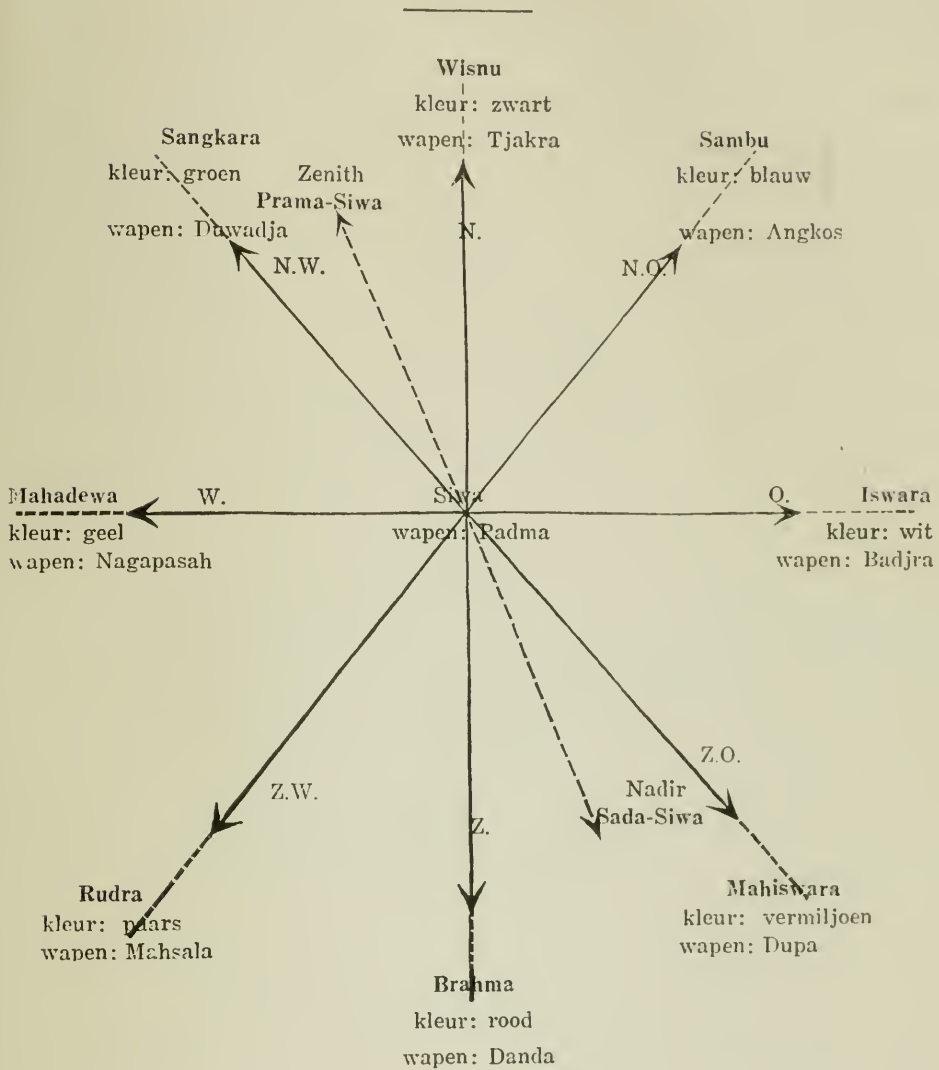 Wisnu
kleur: zwart
wapen: Tjakra
Sangkara
kleur: groen
wapen: Duwadja
Zenith
Prama-Siwa
Sambu
kleur: blauw
wapen: Angkos
N.
N.W.
N.O.
Mahadewa
kleur: geel
wapen: Nagapasah
W.
Siwa
wapen: Padma
O.
Iswara
kleur: wit
wapen: Badjra
Z.W.
Z.
Z.O.
Nadir
Sada-Siwa
Rudra
kleur: paars
wapen: Mahsala
Mahiswara
kleur: vermiljoen
wapen: Dupa
Brahma
kleur: rood
wapen: Danda